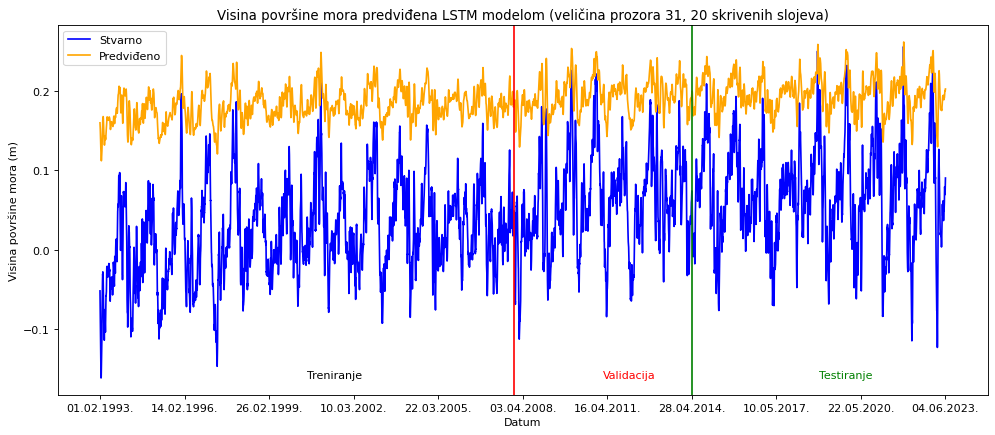 Visina površine mora predviđena LSTM modelom (veličina prozora 31, 20 skrivenih slojeva)
Stvarno
Predviđeno
Visina površine mora (m)
0.2
0.1
0.0
−0.1
Treniranje
Validacija
Testiranje
01.02.1993.
14.02.1996.
26.02.1999.
10.03.2002.
22.03.2005.
03.04.2008.
16.04.2011.
28.04.2014.
10.05.2017.
22.05.2020.
04.06.2023.
Datum